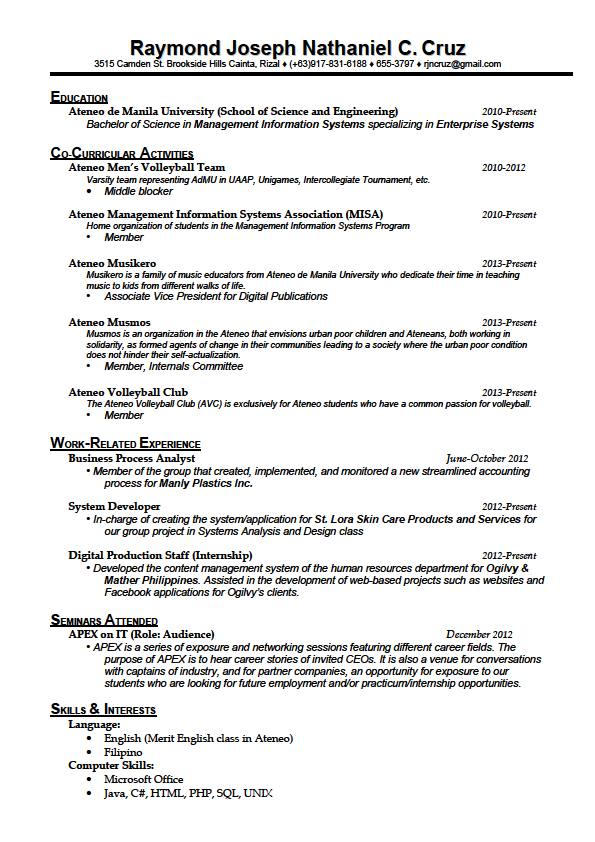 Raymond Joseph Nathaniel C. Cruz
3515 Camden St. Brookside Hills Cainta, Rizal ♦ (+63)917-831-6188 ♦ 655-3797 ♦ rjncruz@gmail.com
EDUCATION
Ateneo de Manila University (School of Science and Engineering) 2010-Present
Bachelor of Science in Management Information Systems specializing in Enterprise Systems
CO-CURRICULAR ACTIVITIES
Ateneo Men's Volleyball Team 2010-2012
Varsity team representing AdMU in UAAP, Unigames, Intercollegiate Tournament, etc.
• Middle blocker
Ateneo Management Information Systems Association (MISA) 2010-Present
Home organization of students in the Management Information Systems Program
• Member
Ateneo Musikero 2013-Present
Musikero is a family of music educators from Ateneo de Manila University who dedicate their time in teaching
music to kids from different walks of life.
• Associate Vice President for Digital Publications
Ateneo Musmos 2013-Present
Musmos is an organization in the Ateneo that envisions urban poor children and Ateneans, both working in
solidarity, as formed agents of change in their communities leading to a society where the urban poor condition
does not hinder their self-actualization.
• Member, Internals Committee
Ateneo Volleyball Club 2013-Present
The Ateneo Volleyball Club (AVC) is exclusively for Ateneo students who have a common passion for volleyball.
• Member
WORK-RELATED EXPERIENCE
Business Process Analyst June-October 2012
• Member of the group that created, implemented, and monitored a new streamlined accounting
process for Manly Plastics Inc.
System Developer 2012-Present
• In-charge of creating the system/application for St. Lora Skin Care Products and Services for
our group project in Systems Analysis and Design class
Digital Production Staff (Internship) 2012-Present
• Developed the content management system of the human resources department for Ogilvy &
Mather Philippines. Assisted in the development of web-based projects such as websites and
Facebook applications for Ogilvy's clients.
SEMINARS ATTENDED
APEX on IT (Role: Audience) December 2012
• APEX is a series of exposure and networking sessions featuring different career fields. The
purpose of APEX is to hear career stories of invited CEOs. It is also a venue for conversations
with captains of industry, and for partner companies, an opportunity for exposure to our
students who are looking for future employment and/or practicum/internship opportunities.
SKILLS & INTERESTS
Language:
• English (Merit English class in Ateneo)
• Filipino
Computer Skills:
• Microsoft Office
• Java, C#, HTML, PHP, SQL, UNIX